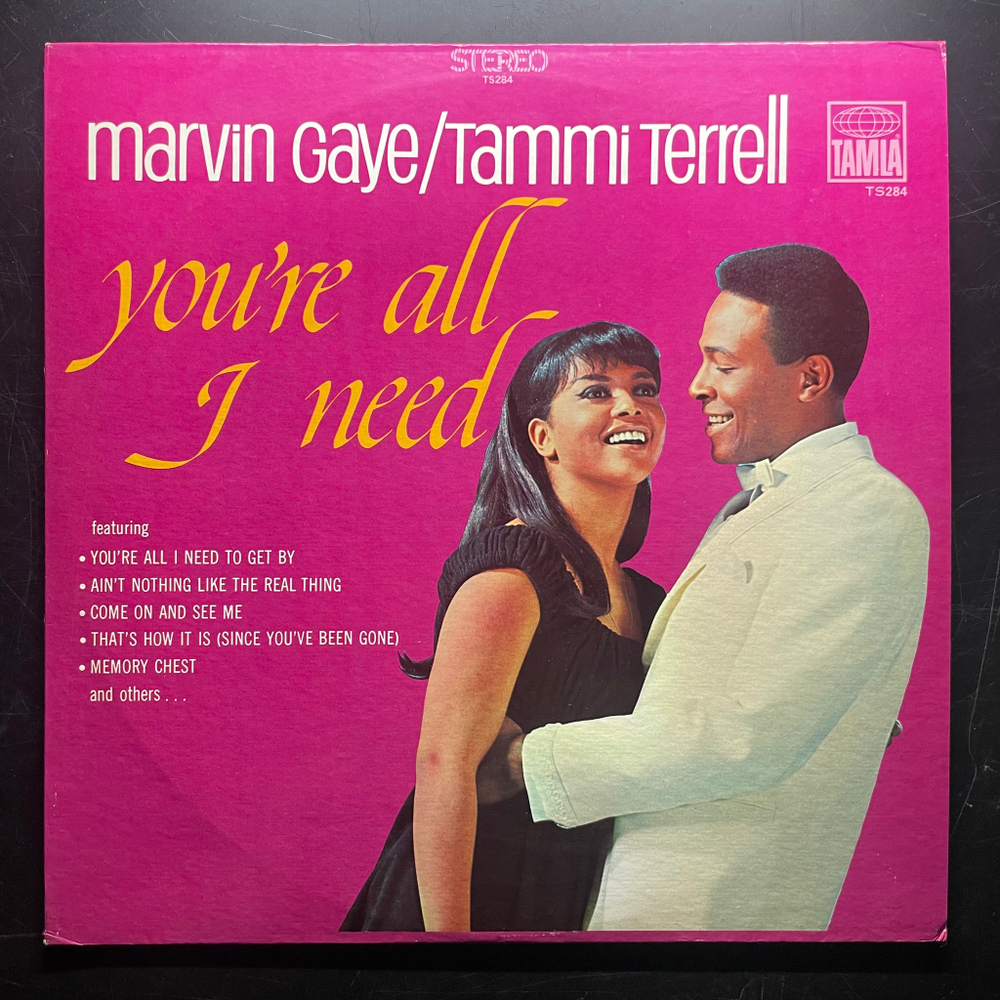 STEREO
TS284
marvin Gaye/Tammi Terrell
TAMLA
TS284
you're all
I need
featuring
• YOU'RE ALL I NEED TO GET BY
• AIN'T NOTHING LIKE THE REAL THING
• COME ON AND SEE ME
• THAT'S HOW IT IS (SINCE YOU'VE BEEN GONE)
• MEMORY CHEST
and others . . .